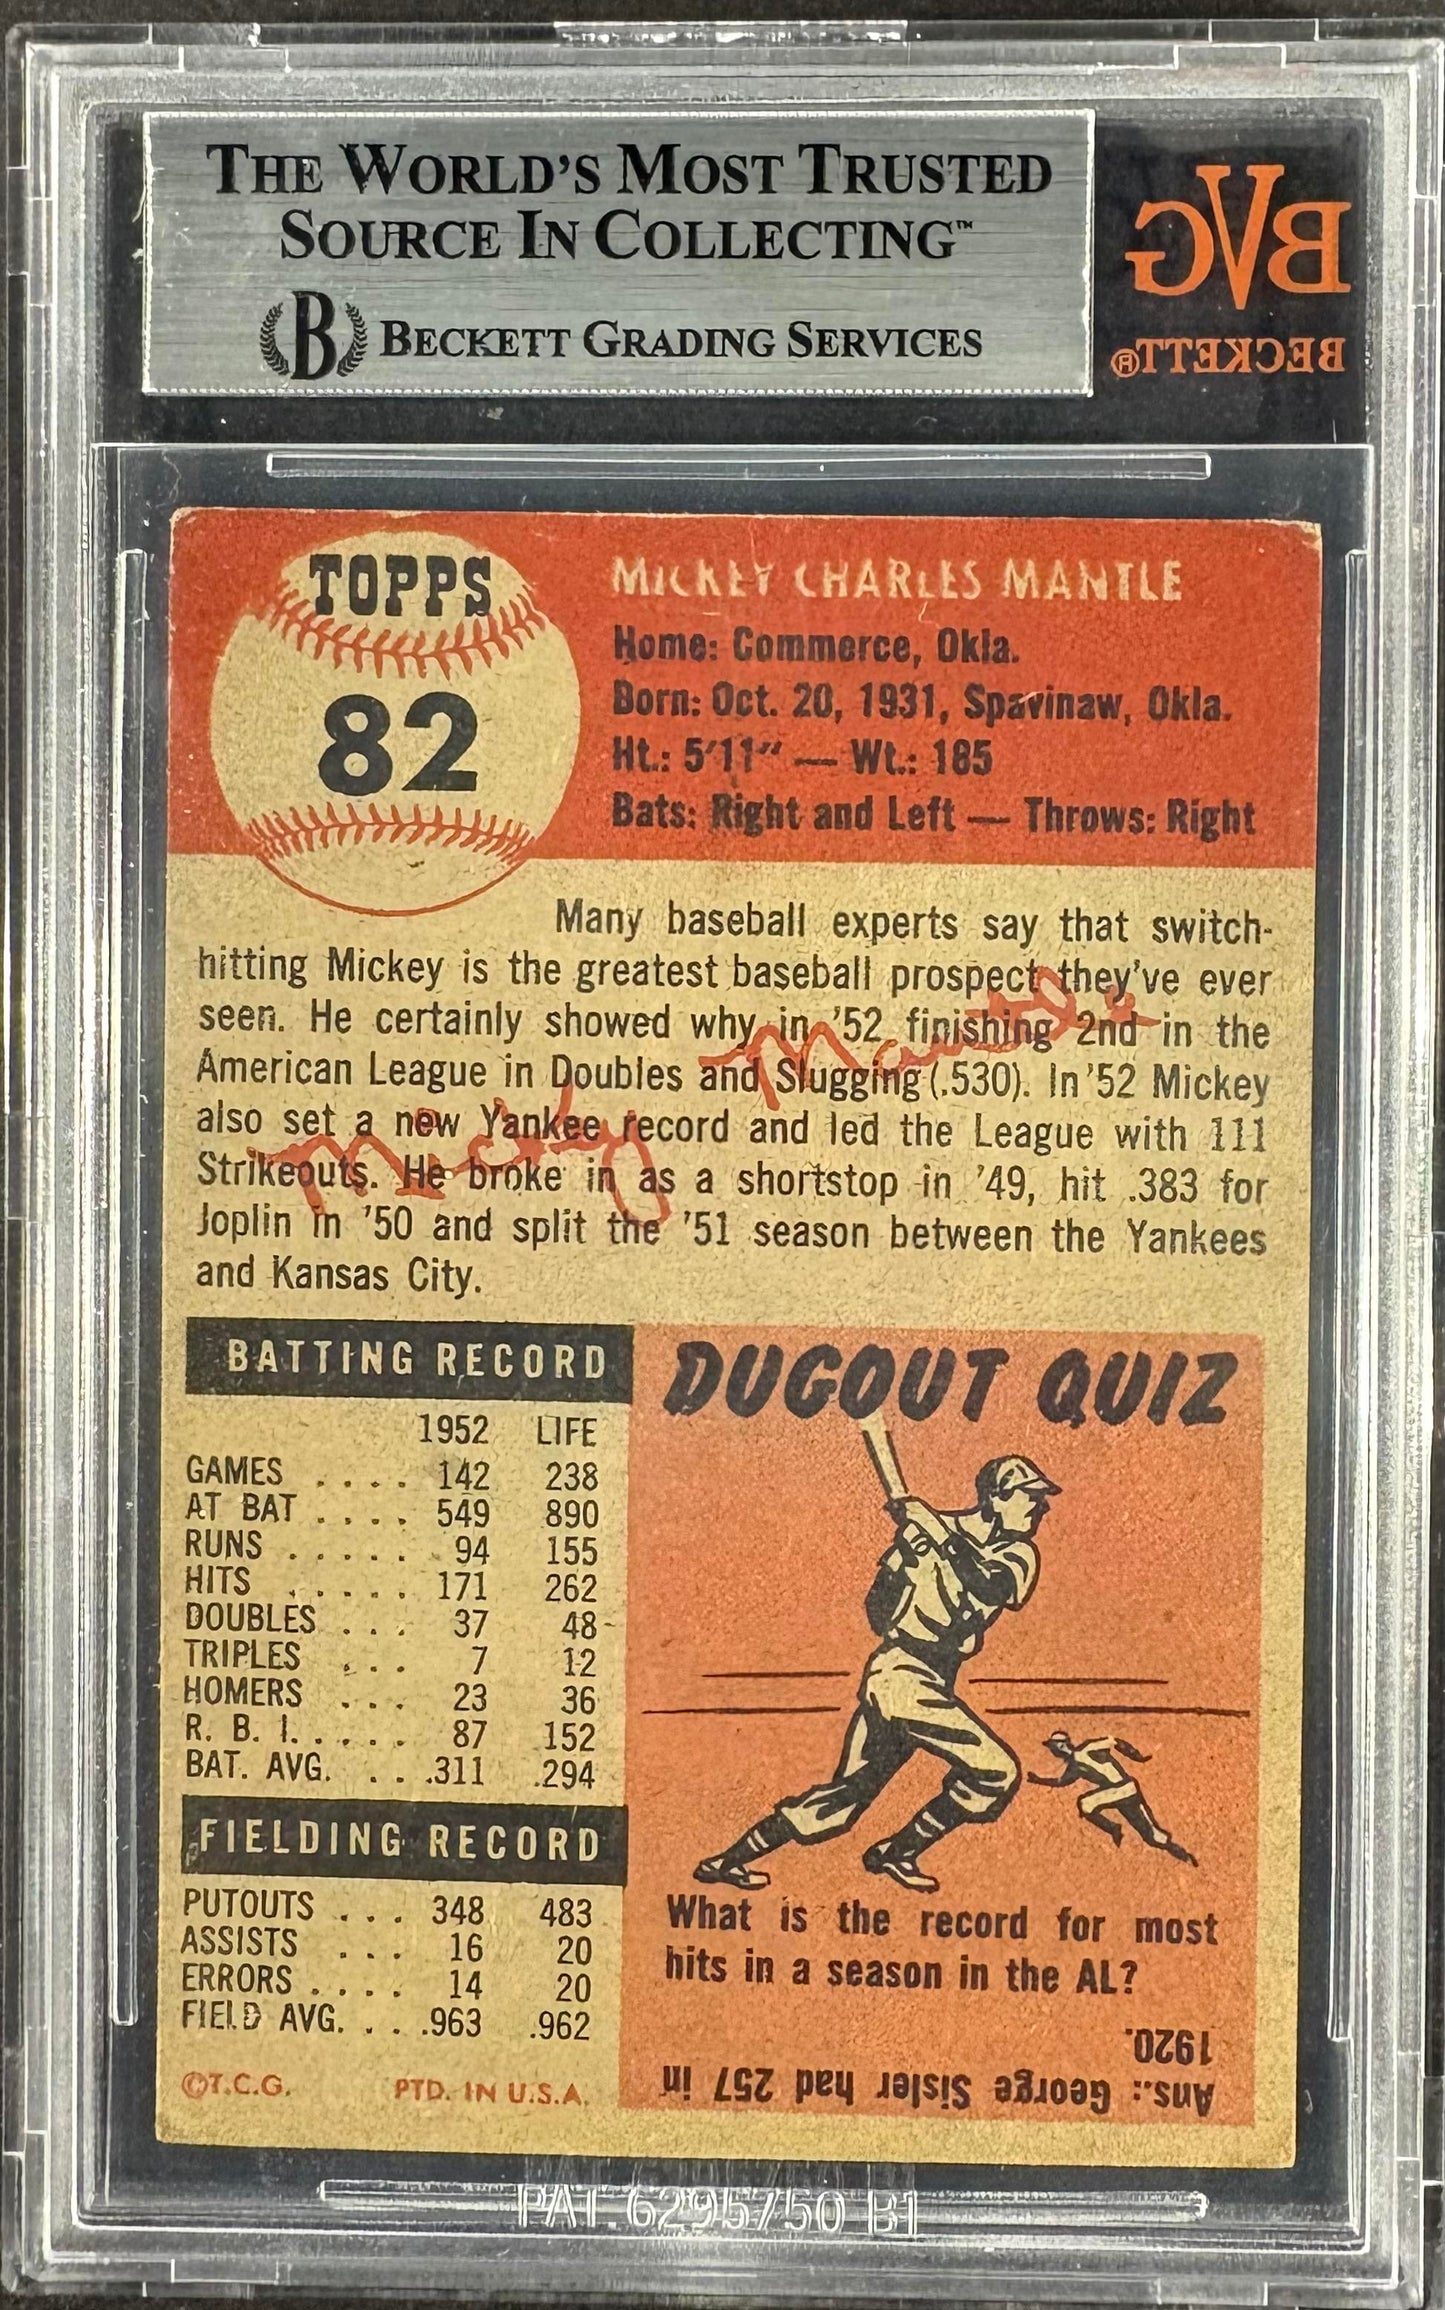 THE WORLD'S MOST TRUSTED
SOURCE IN COLLECTING™
B BECKETT GRADING SERVICES
BVG
BECKETT®
TOPPS
82
MICKEY CHARLES MANTLE
Home: Commerce, Okla.
Born: Oct. 20, 1931, Spavinaw, Okla.
Ht.: 5'11" — Wt.: 185
Bats: Right and Left — Throws: Right
Many baseball experts say that switch-
hitting Mickey is the greatest baseball prospect they've ever
seen. He certainly showed why in '52 finishing 2nd in the
American League in Doubles and Slugging (.530). In '52 Mickey
also set a new Yankee record and led the League with 111
Strikeouts. He broke in as a shortstop in '49, hit .383 for
Joplin in '50 and split the '51 season between the Yankees
and Kansas City.
Micky Mantle
BATTING RECORD
1952 LIFE
GAMES . . . . 142 238
AT BAT . . . . 549 890
RUNS . . . . . 94 155
HITS . . . . . 171 262
DOUBLES . . . 37 48
TRIPLES . . . 7 12
HOMERS . . . 23 36
R. B. I. . . . . 87 152
BAT. AVG. . . .311 .294
FIELDING RECORD
PUTOUTS . . . 348 483
ASSISTS . . . 16 20
ERRORS . . . . 14 20
FIELD AVG. . . .963 .962
©T.C.G. PTD. IN U.S.A.
DUGOUT QUIZ
What is the record for most
hits in a season in the AL?
Ans.: George Sisler had 257 in
1920.
PAT. 6295750 B1